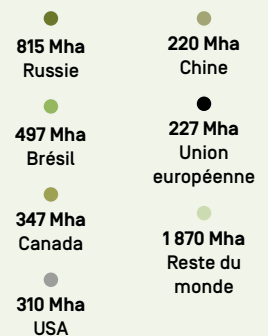 815 Mha
Russie
497 Mha
Brésil
347 Mha
Canada
310 Mha
USA
220 Mha
Chine
227 Mha
Union
européenne
1 870 Mha
Reste du
monde